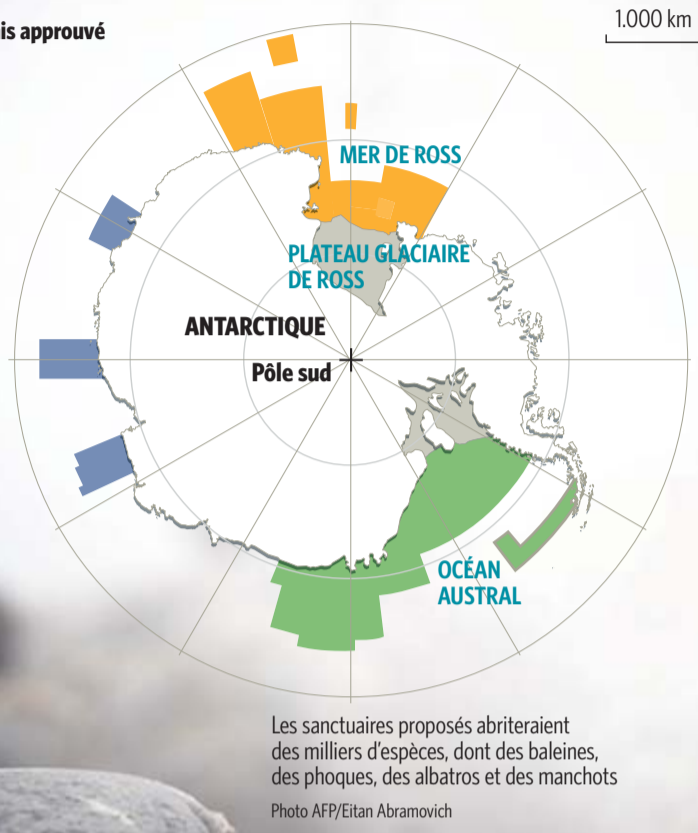 is approuvé
1.000 km
MER DE ROSS
PLATEAU GLACIAIRE
DE ROSS
ANTARCTIQUE
Pôle sud
OCÉAN
AUSTRAL
Les sanctuaires proposés abriteraient
des milliers d'espèces, dont des baleines,
des phoques, des albatros et des manchots
Photo AFP/Eitan Abramovich